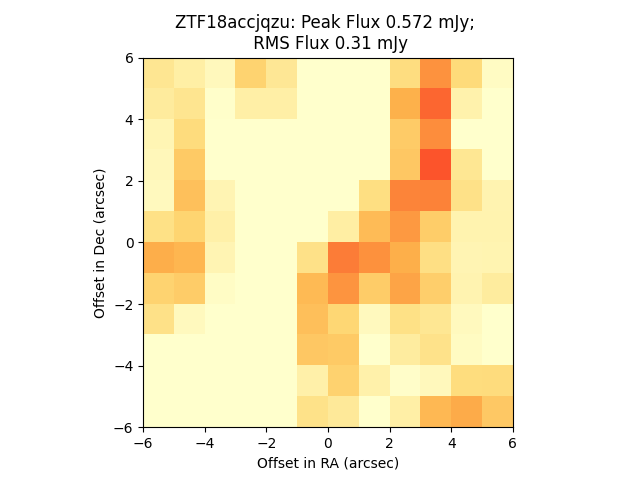 ZTF18accjqzu: Peak Flux 0.572 mJy;
RMS Flux 0.31 mJy
6
4
2
0
−2
−4
−6
Offset in Dec (arcsec)
−6 −4 −2 0 2 4 6
Offset in RA (arcsec)